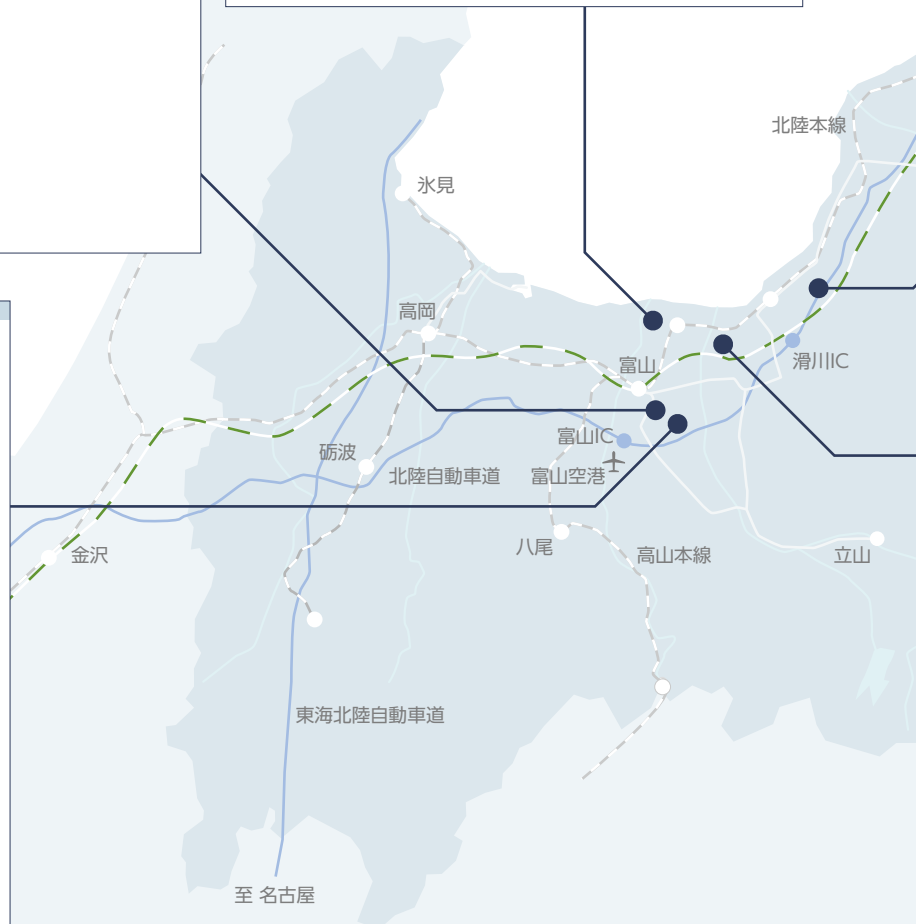 北陸本線
氷見
高岡
富山
滑川IC
富山IC
砺波
北陸自動車道
富山空港
金沢
八尾
高山本線
立山
東海北陸自動車道
至 名古屋